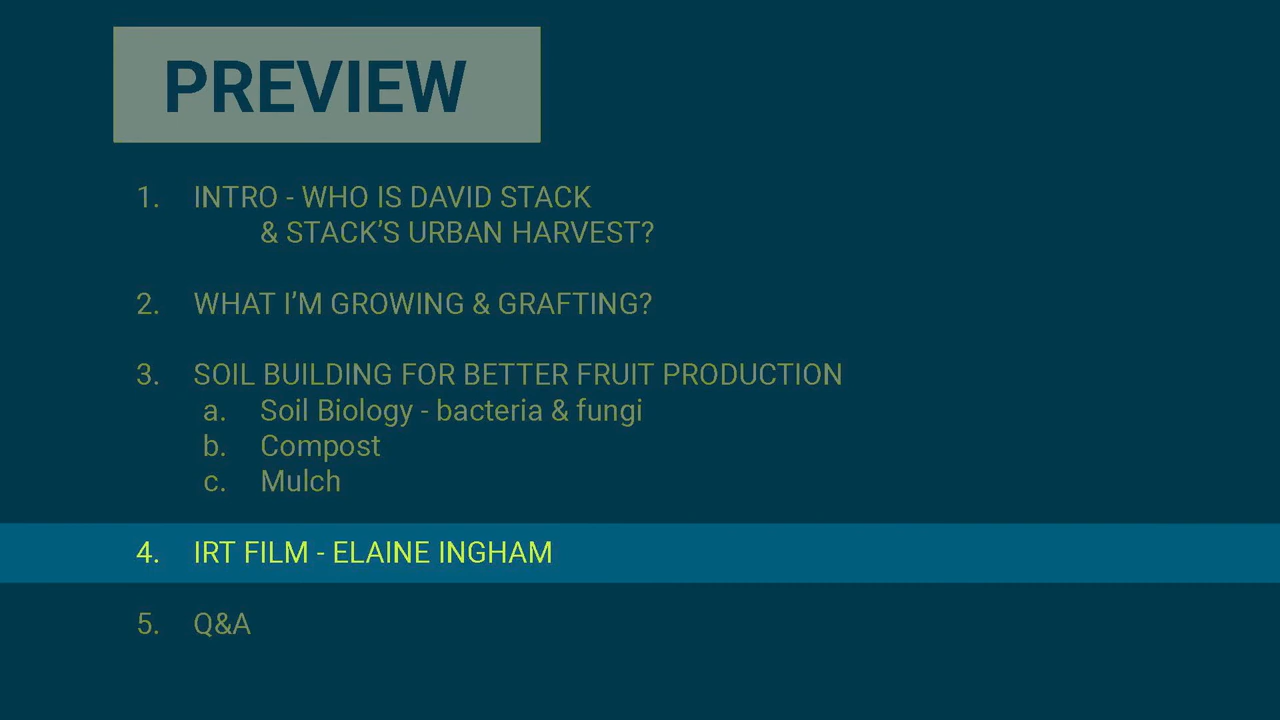 PREVIEW
1. INTRO - WHO IS DAVID STACK
& STACK’S URBAN HARVEST?
2. WHAT I’M GROWING & GRAFTING?
3. SOIL BUILDING FOR BETTER FRUIT PRODUCTION
a. Soil Biology - bacteria & fungi
b. Compost
c. Mulch
4. IRT FILM - ELAINE INGHAM
5. Q&A